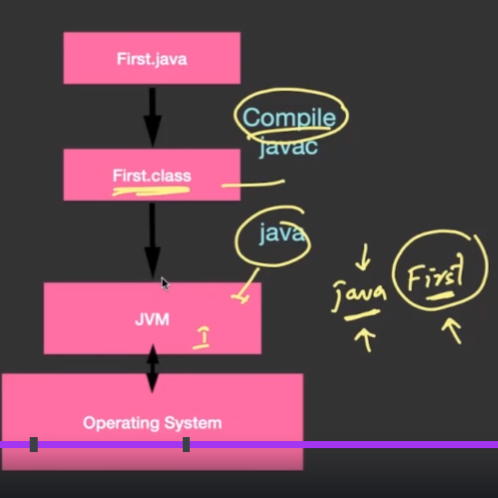 First.java
Compile
javac
First.class
java
java First
JVM
I
Operating System